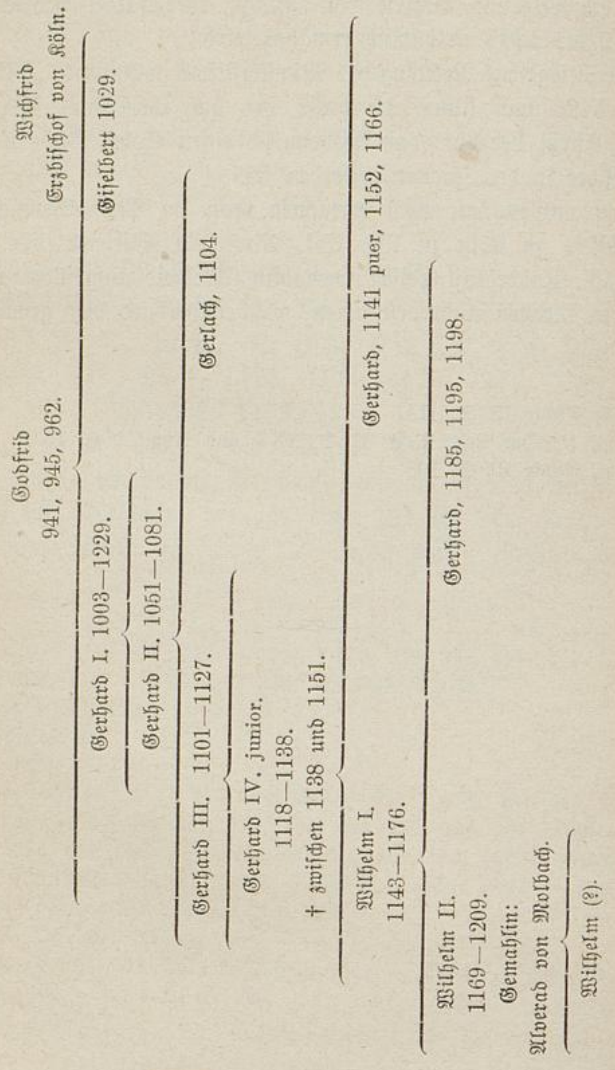 Godfrid
941, 945, 962.
Wichfrid
Erzbischof von Köln.
Gerhard I. 1003—1229.
Giselbert 1029.
Gerhard II. 1051—1081.
Gerhard III. 1101—1127.
Gerlach, 1104.
Gerhard IV. junior.
1118—1138.
† zwischen 1138 und 1151.
Wilhelm I.
1143—1176.
Gerhard, 1141 puer, 1152, 1166.
Wilhelm II.
1169—1209.
Gemahlin:
Alverad von Molbach.
Gerhard, 1185, 1195, 1198.
Wilhelm (?).